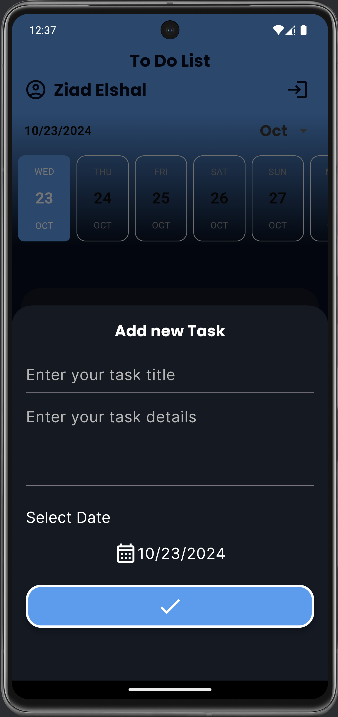 12:37
To Do List
Ziad Elshal
10/23/2024
Oct
WED THU FRI SAT SUN
23 24 25 26 27
OCT OCT OCT OCT OCT
Add new Task
Enter your task title
Enter your task details
Select Date
10/23/2024